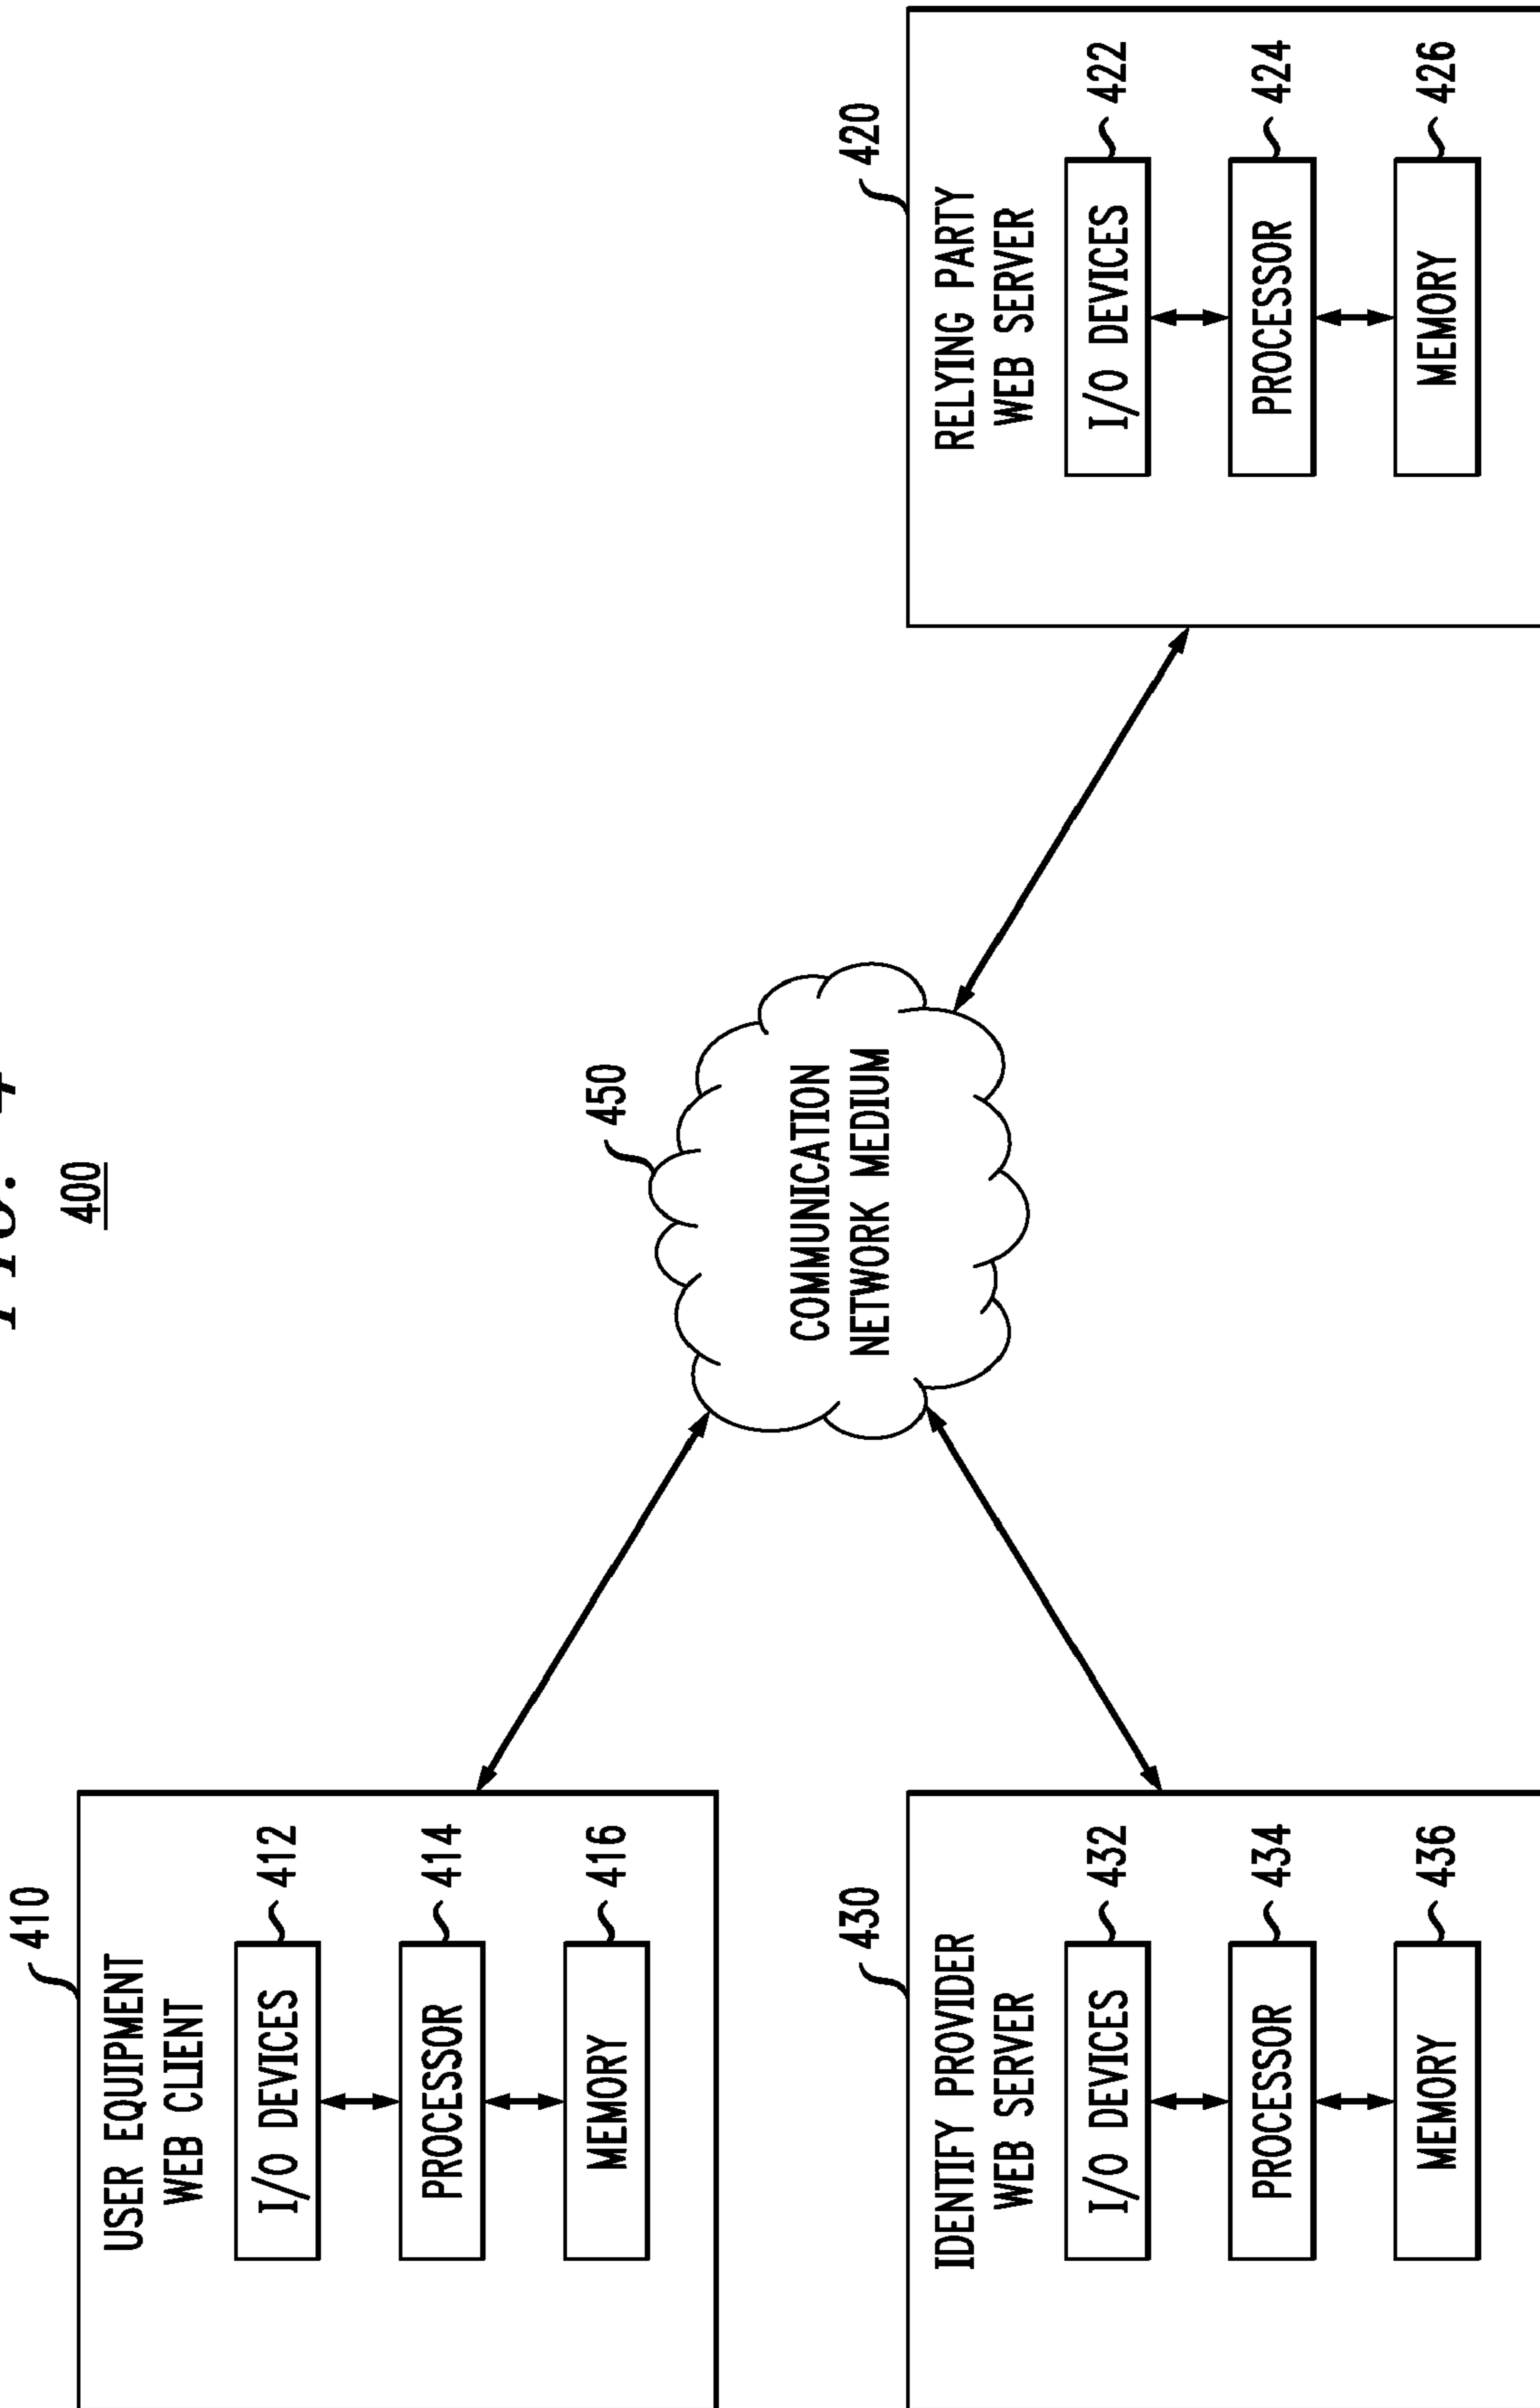 FIG. 4
400
410
USER EQUIPMENT
WEB CLIENT
I/O DEVICES
412
PROCESSOR
414
MEMORY
416
450
COMMUNICATION
NETWORK MEDIUM
430
IDENTIFY PROVIDER
WEB SERVER
I/O DEVICES
432
PROCESSOR
434
MEMORY
436
420
RELYING PARTY
WEB SERVER
I/O DEVICES
422
PROCESSOR
424
MEMORY
426